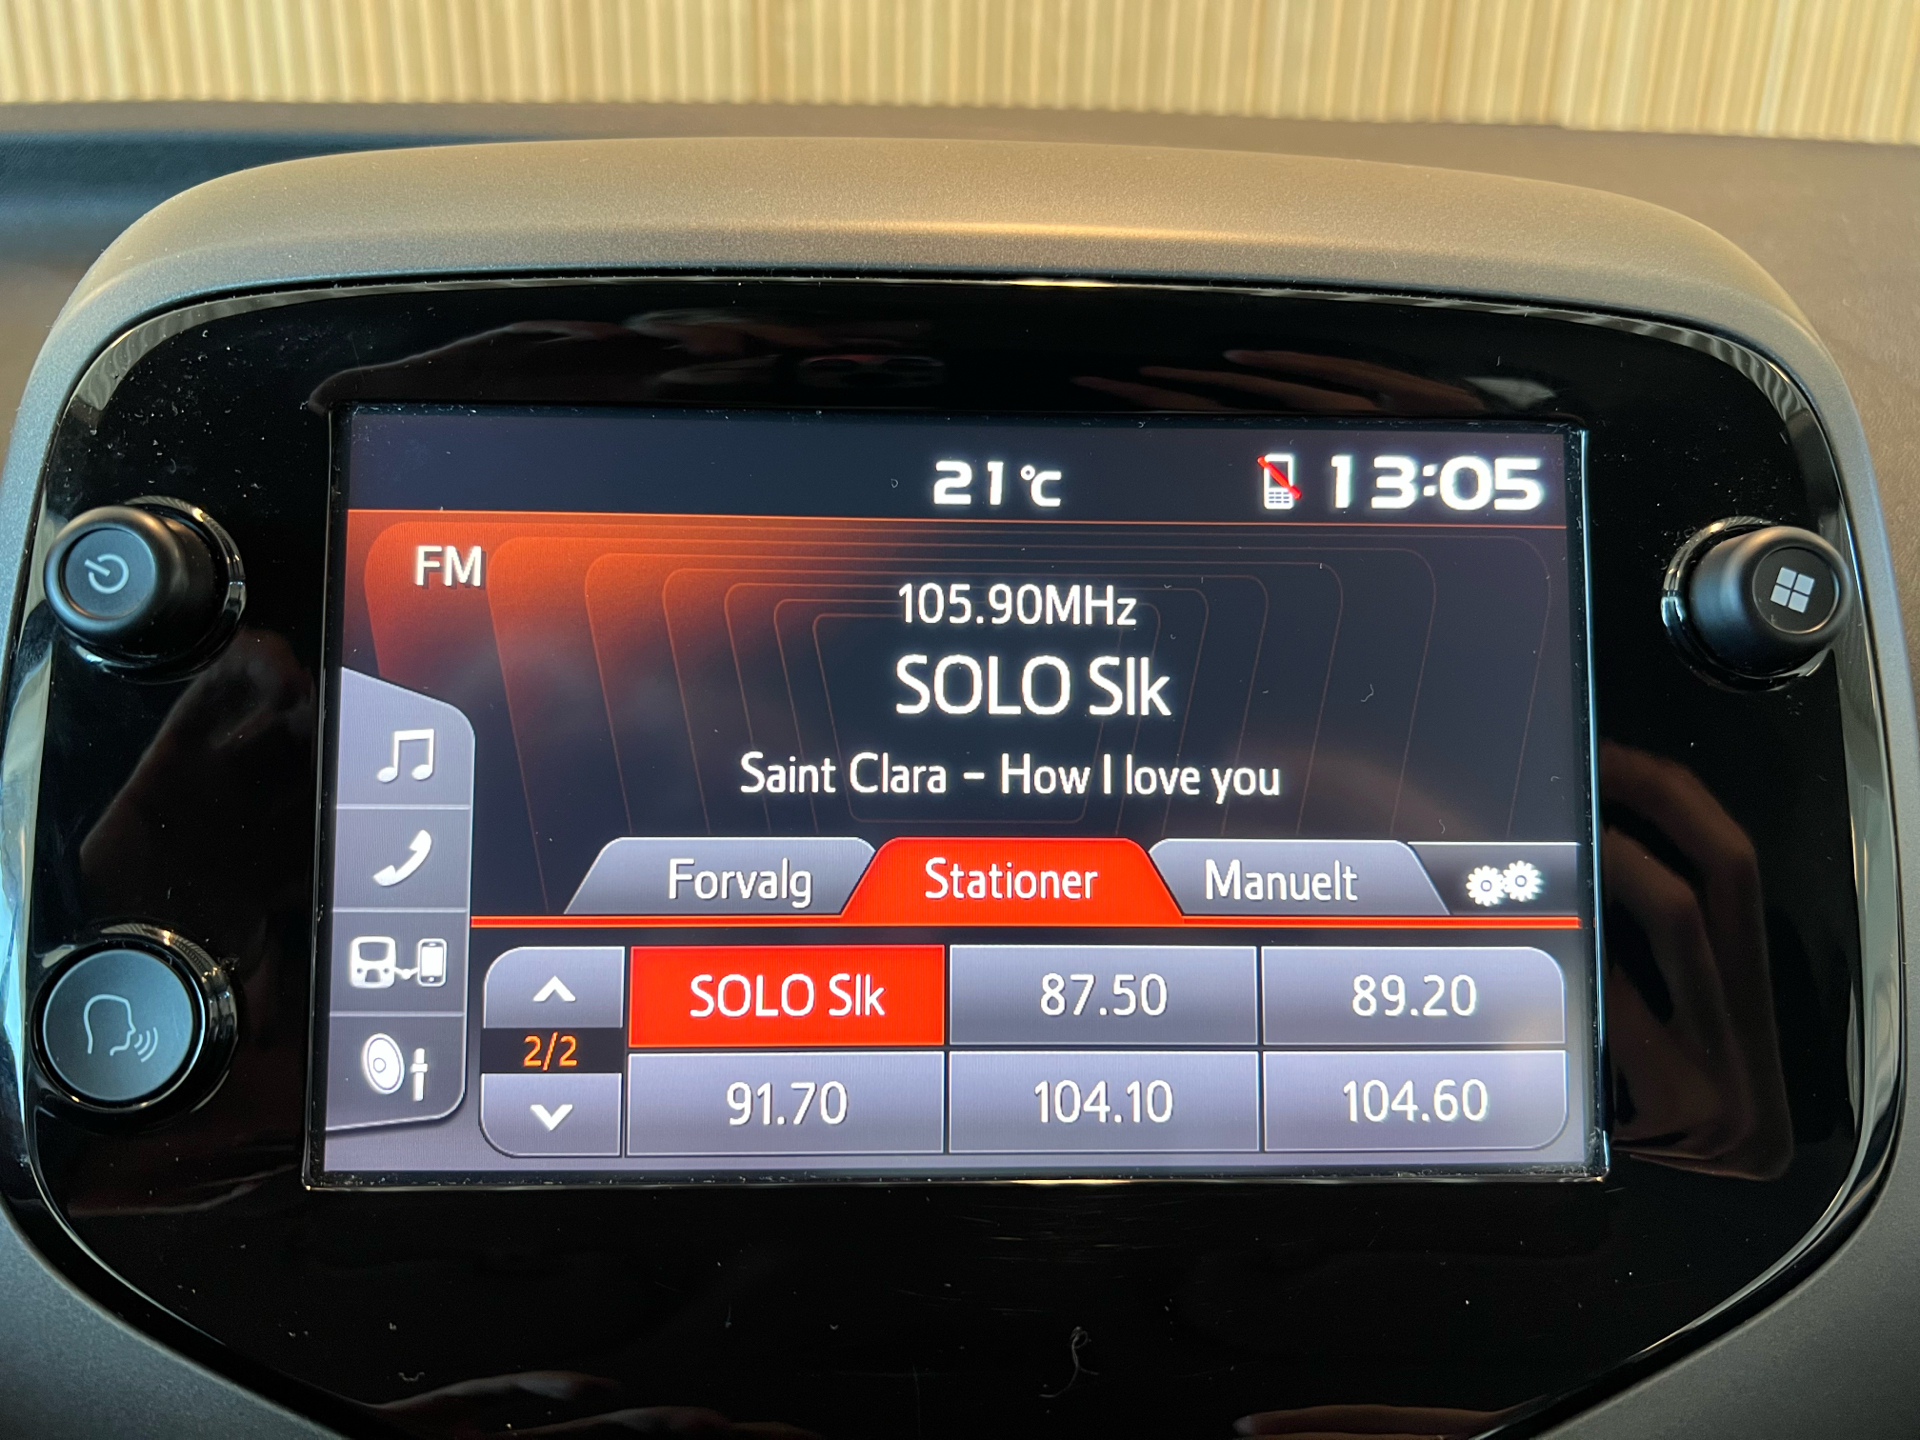 21°C 13:05
FM
105.90MHz
SOLO Slk
Saint Clara - How I love you
Forvalg Stationer Manuelt
SOLO Slk 87.50 89.20
2/2
91.70 104.10 104.60